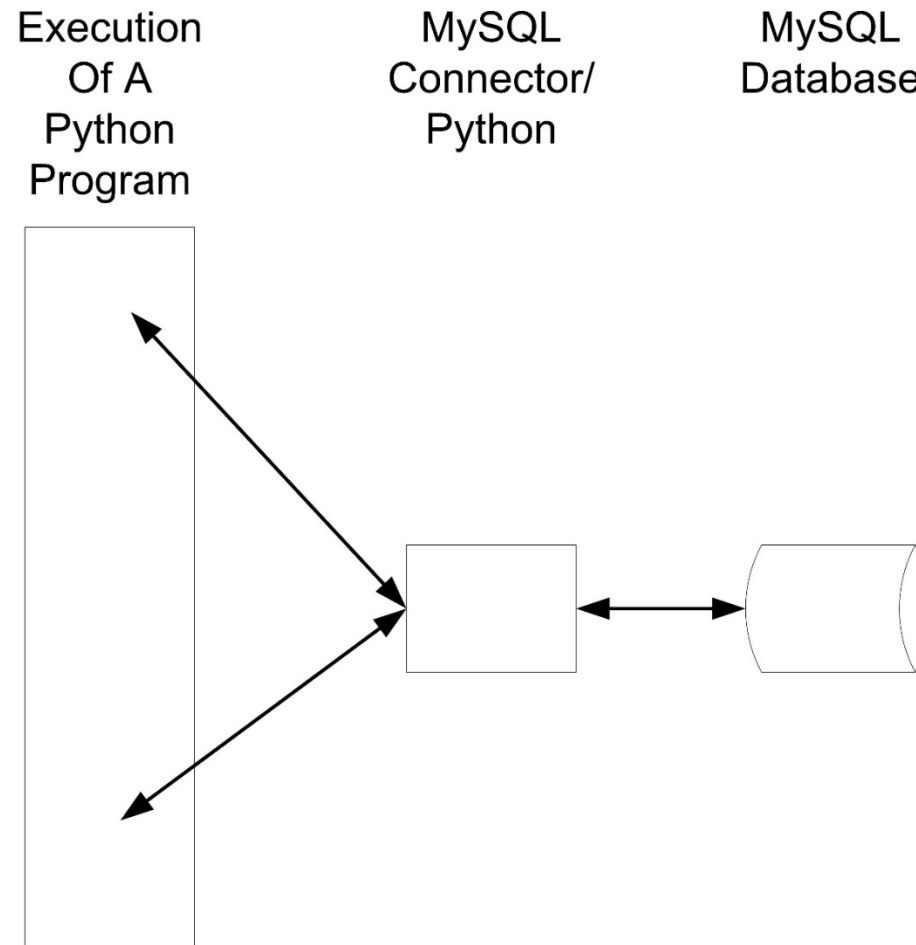 Execution
Of A
Python
Program
MySQL
Connector/
Python
MySQL
Database